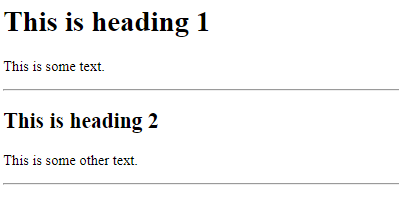 This is heading 1
This is some text.
This is heading 2
This is some other text.